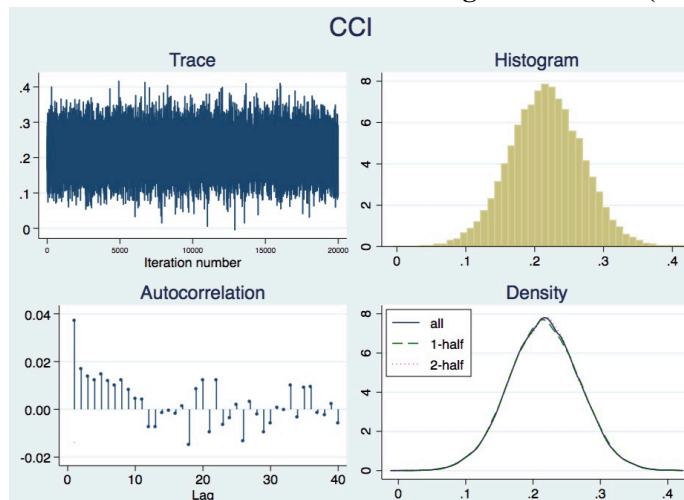 CCI
Trace
.4
.3
.2
.1
0
0 5000 10000 15000 20000
Iteration number
Histogram
8
6
4
2
0
0 .1 .2 .3 .4
Autocorrelation
0.04
0.02
0.00
-0.02
0 10 20 30 40
Lag
Density
all
1-half
2-half
8
6
4
2
0
0 .1 .2 .3 .4